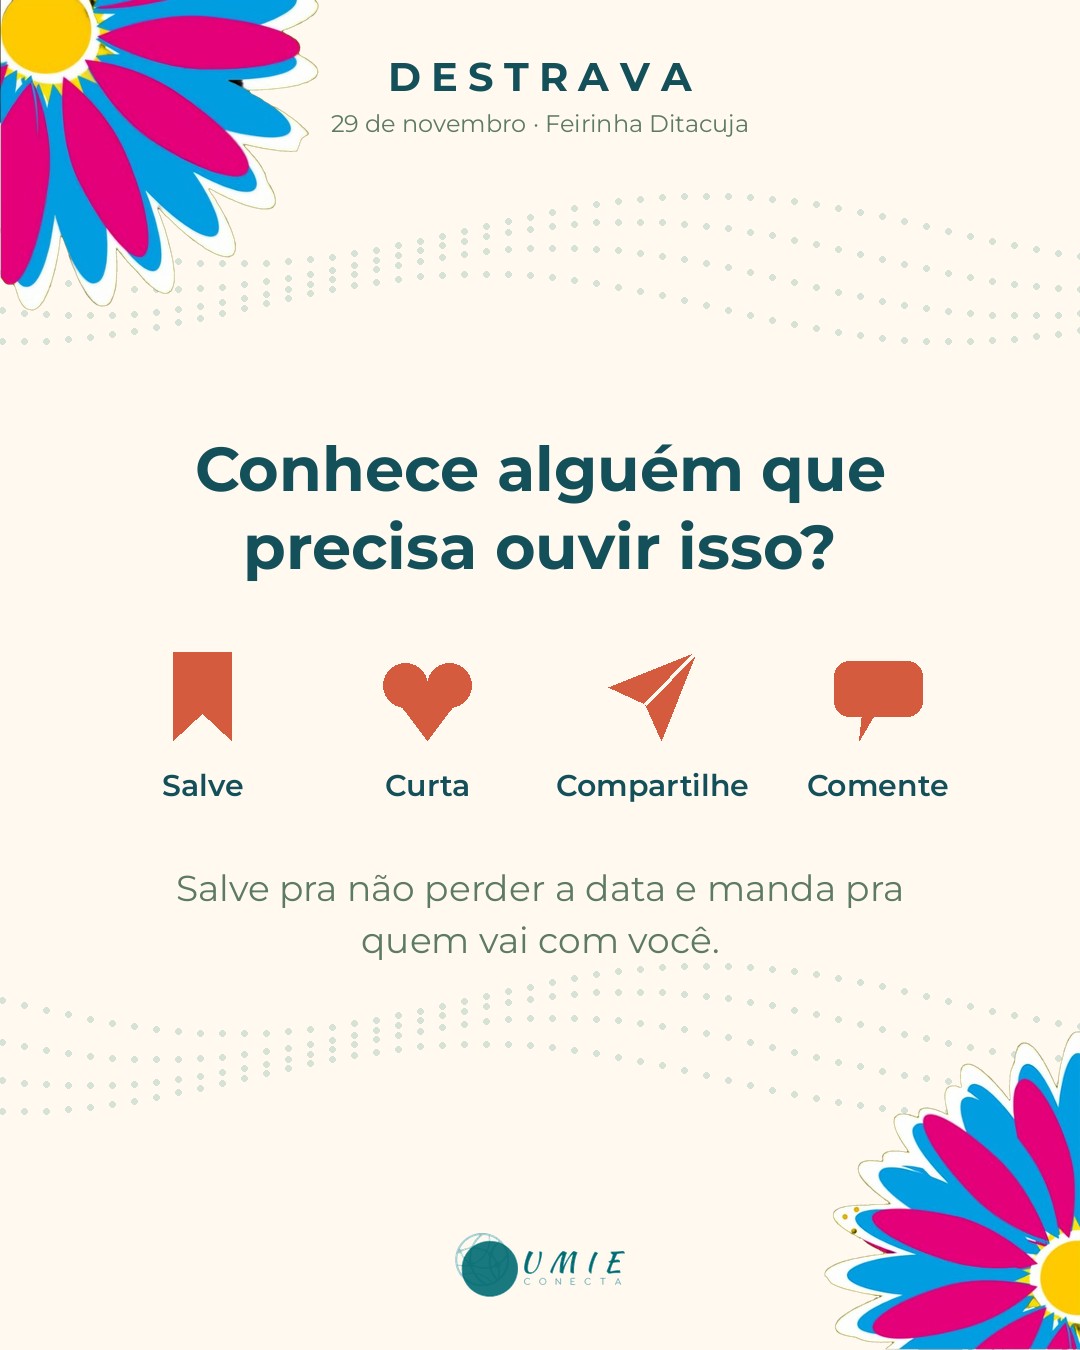 DESTRAVA
29 de novembro · Feirinha Ditacuja
Conhece alguém que
precisa ouvir isso?
Salve
Curta
Compartilhe
Comente
Salve pra não perder a data e manda pra
quem vai com você.
UMIE
CONECTA